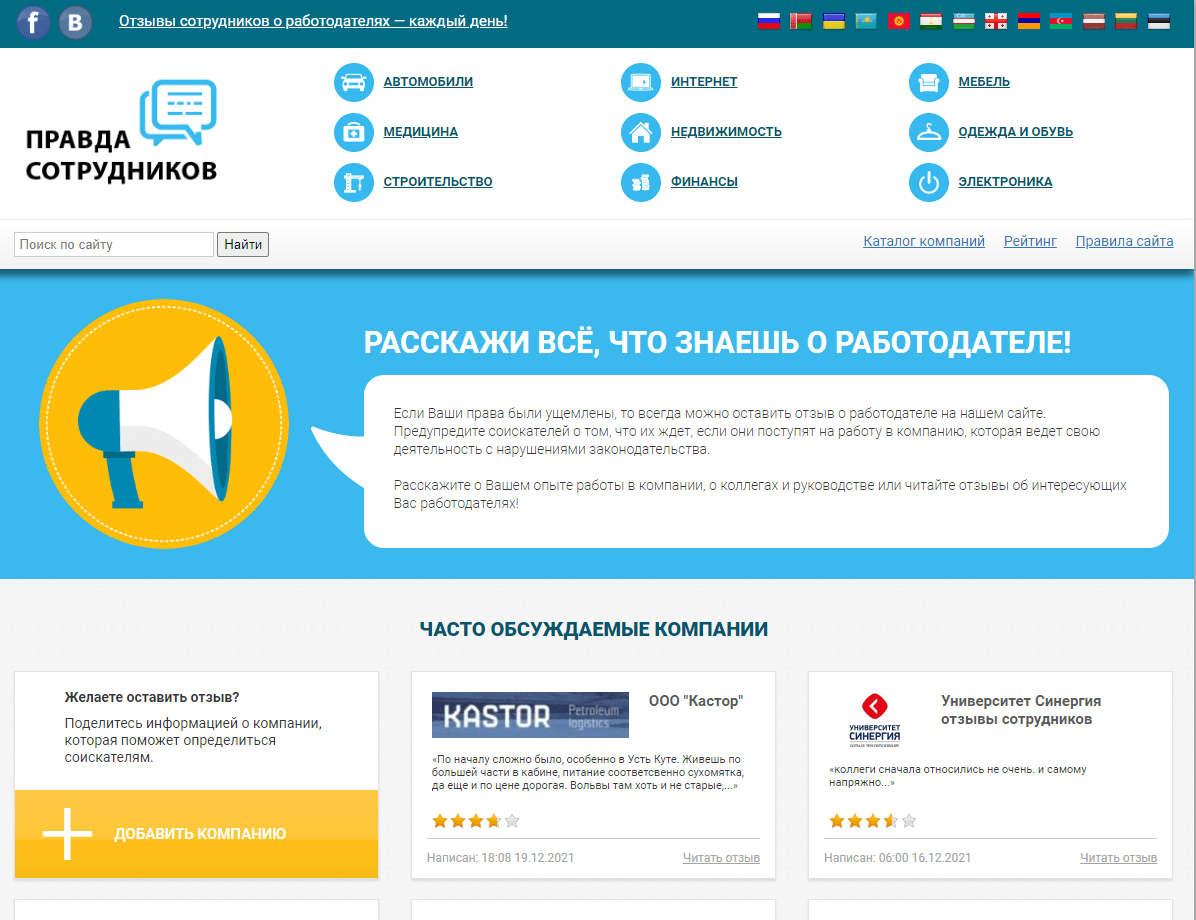 f
В
Отзывы сотрудников о работодателях — каждый день!
ПРАВДА
СОТРУДНИКОВ
АВТОМОБИЛИ
ИНТЕРНЕТ
МЕБЕЛЬ
МЕДИЦИНА
НЕДВИЖИМОСТЬ
ОДЕЖДА И ОБУВЬ
СТРОИТЕЛЬСТВО
ФИНАНСЫ
ЭЛЕКТРОНИКА
Поиск по сайту
Найти
Каталог компаний
Рейтинг
Правила сайта
РАССКАЖИ ВСЁ, ЧТО ЗНАЕШЬ О РАБОТОДАТЕЛЕ!
Если Ваши права были ущемлены, то всегда можно оставить отзыв о работодателе на нашем сайте.
Предупредите соискателей о том, что их ждет, если они поступят на работу в компанию, которая ведет свою
деятельность с нарушениями законодательства.
Расскажите о Вашем опыте работы в компании, о коллегах и руководстве или читайте отзывы об интересующих
Вас работодателях!
ЧАСТО ОБСУЖДАЕМЫЕ КОМПАНИИ
Желаете оставить отзыв?
Поделитесь информацией о компании,
которая поможет определиться
соискателям.
ДОБАВИТЬ КОМПАНИЮ
KASTOR
Petroleum
logistics
ООО "Кастор"
«По началу сложно было, особенно в Усть Куте. Живешь по
большей части в кабине, питание соответсвенно сухомятка,
да еще и по цене дорогая. Вольвы там хоть и не старые,...»
Написан: 18:08 19.12.2021
Читать отзыв
УНИВЕРСИТЕТ
СИНЕРГИЯ
Университет Синергия
отзывы сотрудников
«коллеги сначала относились не очень. и самому
напряжно...»
Написан: 06:00 16.12.2021
Читать отзыв